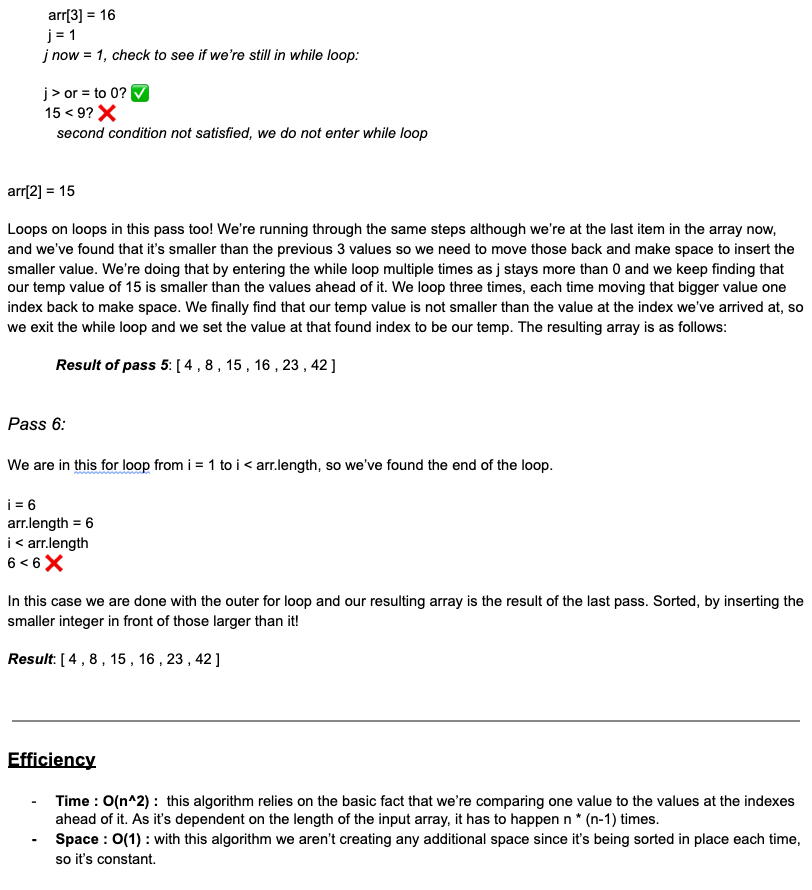 arr[3] = 16
j = 1
j now = 1, check to see if we're still in while loop:
j > or = to 0? ✅
15 < 9? ❌
second condition not satisfied, we do not enter while loop
arr[2] = 15
Loops on loops in this pass too! We're running through the same steps although we're at the last item in the array now,
and we've found that it's smaller than the previous 3 values so we need to move those back and make space to insert the
smaller value. We're doing that by entering the while loop multiple times as j stays more than 0 and we keep finding that
our temp value of 15 is smaller than the values ahead of it. We loop three times, each time moving that bigger value one
index back to make space. We finally find that our temp value is not smaller than the value at the index we've arrived at, so
we exit the while loop and we set the value at that found index to be our temp. The resulting array is as follows:
Result of pass 5: [ 4 , 8 , 15 , 16 , 23 , 42 ]
Pass 6:
We are in this for loop from i = 1 to i < arr.length, so we've found the end of the loop.
i = 6
arr.length = 6
i < arr.length
6 < 6 ❌
In this case we are done with the outer for loop and our resulting array is the result of the last pass. Sorted, by inserting the
smaller integer in front of those larger than it!
Result: [ 4 , 8 , 15 , 16 , 23 , 42 ]
Efficiency
- Time : O(n^2) : this algorithm relies on the basic fact that we're comparing one value to the values at the indexes
ahead of it. As it's dependent on the length of the input array, it has to happen n * (n-1) times.
- Space : O(1) : with this algorithm we aren't creating any additional space since it's being sorted in place each time,
so it's constant.